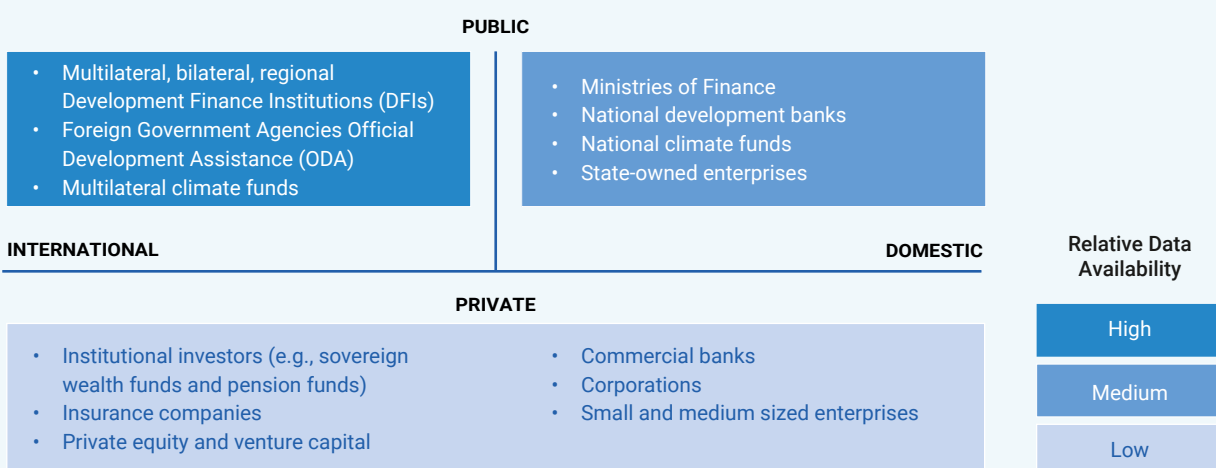 PUBLIC
• Multilateral, bilateral, regional
Development Finance Institutions (DFIs)
• Foreign Government Agencies Official
Development Assistance (ODA)
• Multilateral climate funds
• Ministries of Finance
• National development banks
• National climate funds
• State-owned enterprises
INTERNATIONAL
DOMESTIC
PRIVATE
• Institutional investors (e.g., sovereign
wealth funds and pension funds)
• Insurance companies
• Private equity and venture capital
• Commercial banks
• Corporations
• Small and medium sized enterprises
Relative Data
Availability
High
Medium
Low